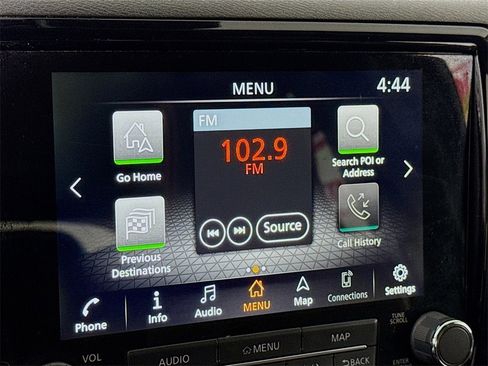 MENU
4:44
FM
102.9
FM
Source
Go Home
Search POI or
Address
Previous
Destinations
Call History
Phone
Info
Audio
MENU
Map
Connections
Settings
VOL
AUDIO
MENU
MAP
TUNE
SCROLL
BACK
ENTER